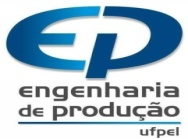 EP
engenharia
de produção
ufpel